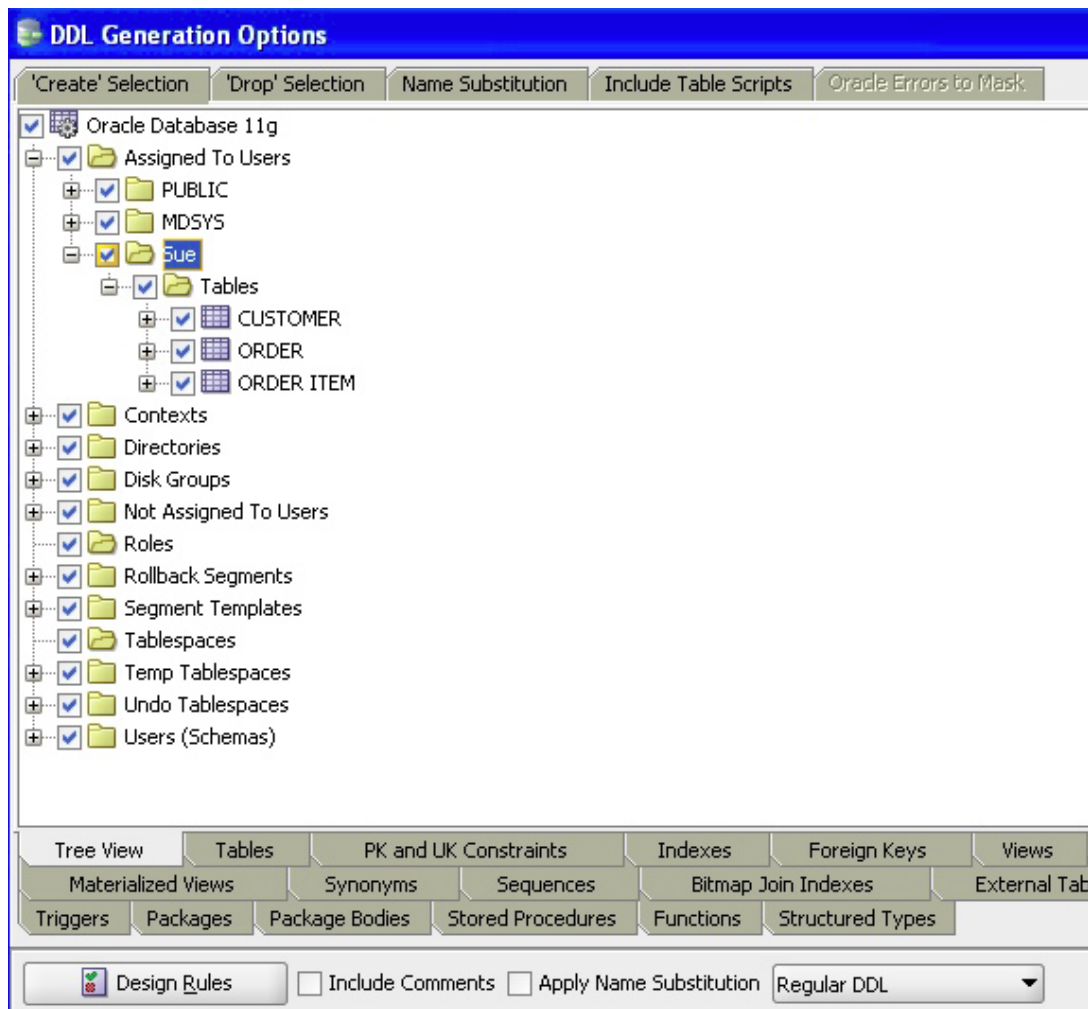 DDL Generation Options
'Create' Selection 'Drop' Selection Name Substitution Include Table Scripts Oracle Errors to Mask
Oracle Database 11g
Assigned To Users
PUBLIC
MDSYS
Sue
Tables
CUSTOMER
ORDER
ORDER ITEM
Contexts
Directories
Disk Groups
Not Assigned To Users
Roles
Rollback Segments
Segment Templates
Tablespaces
Temp Tablespaces
Undo Tablespaces
Users (Schemas)
Tree View Tables PK and UK Constraints Indexes Foreign Keys Views
Materialized Views Synonyms Sequences Bitmap Join Indexes External Tab
Triggers Packages Package Bodies Stored Procedures Functions Structured Types
Design Rules Include Comments Apply Name Substitution Regular DDL